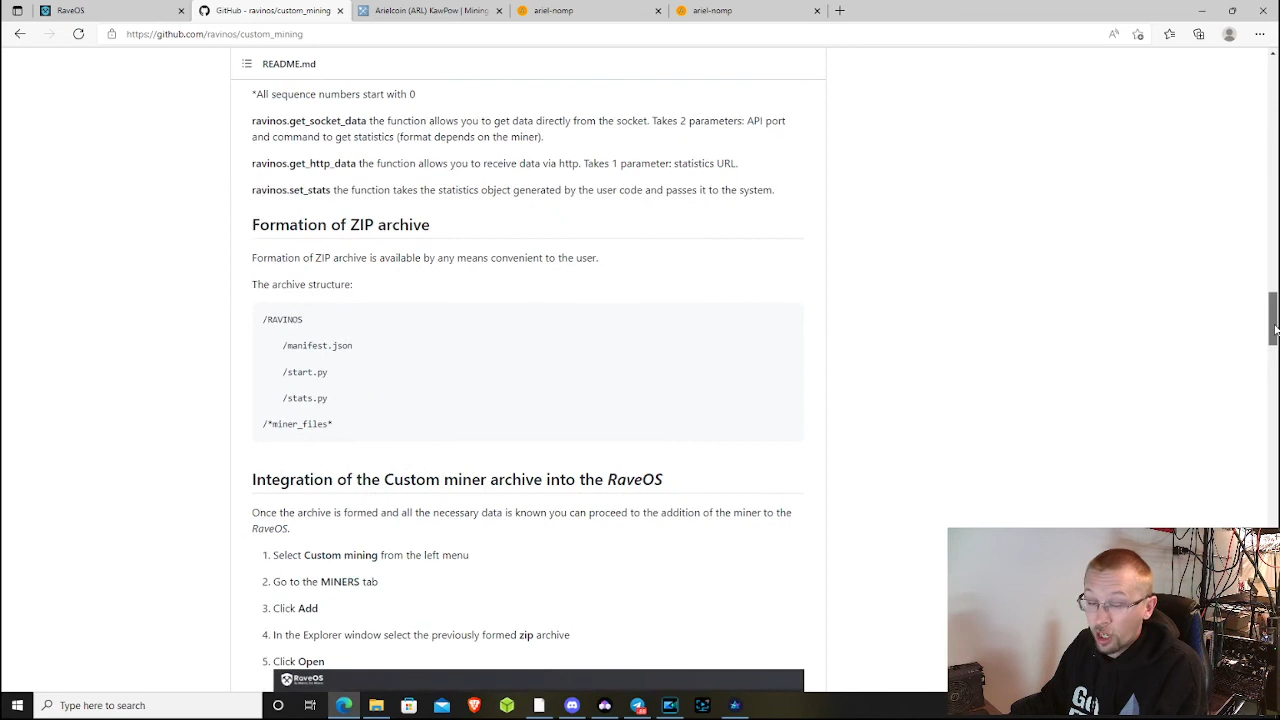 RaveOS
GitHub - ravinos/custom_mining
Arielcoin (ARL) KawPow | Mining
ariel-nomp
ariel-nomp
https://github.com/ravinos/custom_mining
README.md
*All sequence numbers start with 0
ravinos.get_socket_data the function allows you to get data directly from the socket. Takes 2 parameters: API port
and command to get statistics (format depends on the miner).
ravinos.get_http_data the function allows you to receive data via http. Takes 1 parameter: statistics URL.
ravinos.set_stats the function takes the statistics object generated by the user code and passes it to the system.
Formation of ZIP archive
Formation of ZIP archive is available by any means convenient to the user.
The archive structure:
/RAVINOS
/manifest.json
/start.py
/stats.py
/*miner_files*
Integration of the Custom miner archive into the RaveOS
Once the archive is formed and all the necessary data is known you can proceed to the addition of the miner to the
RaveOS.
1. Select Custom mining from the left menu
2. Go to the MINERS tab
3. Click Add
4. In the Explorer window select the previously formed zip archive
5. Click Open
RaveOS
Type here to search